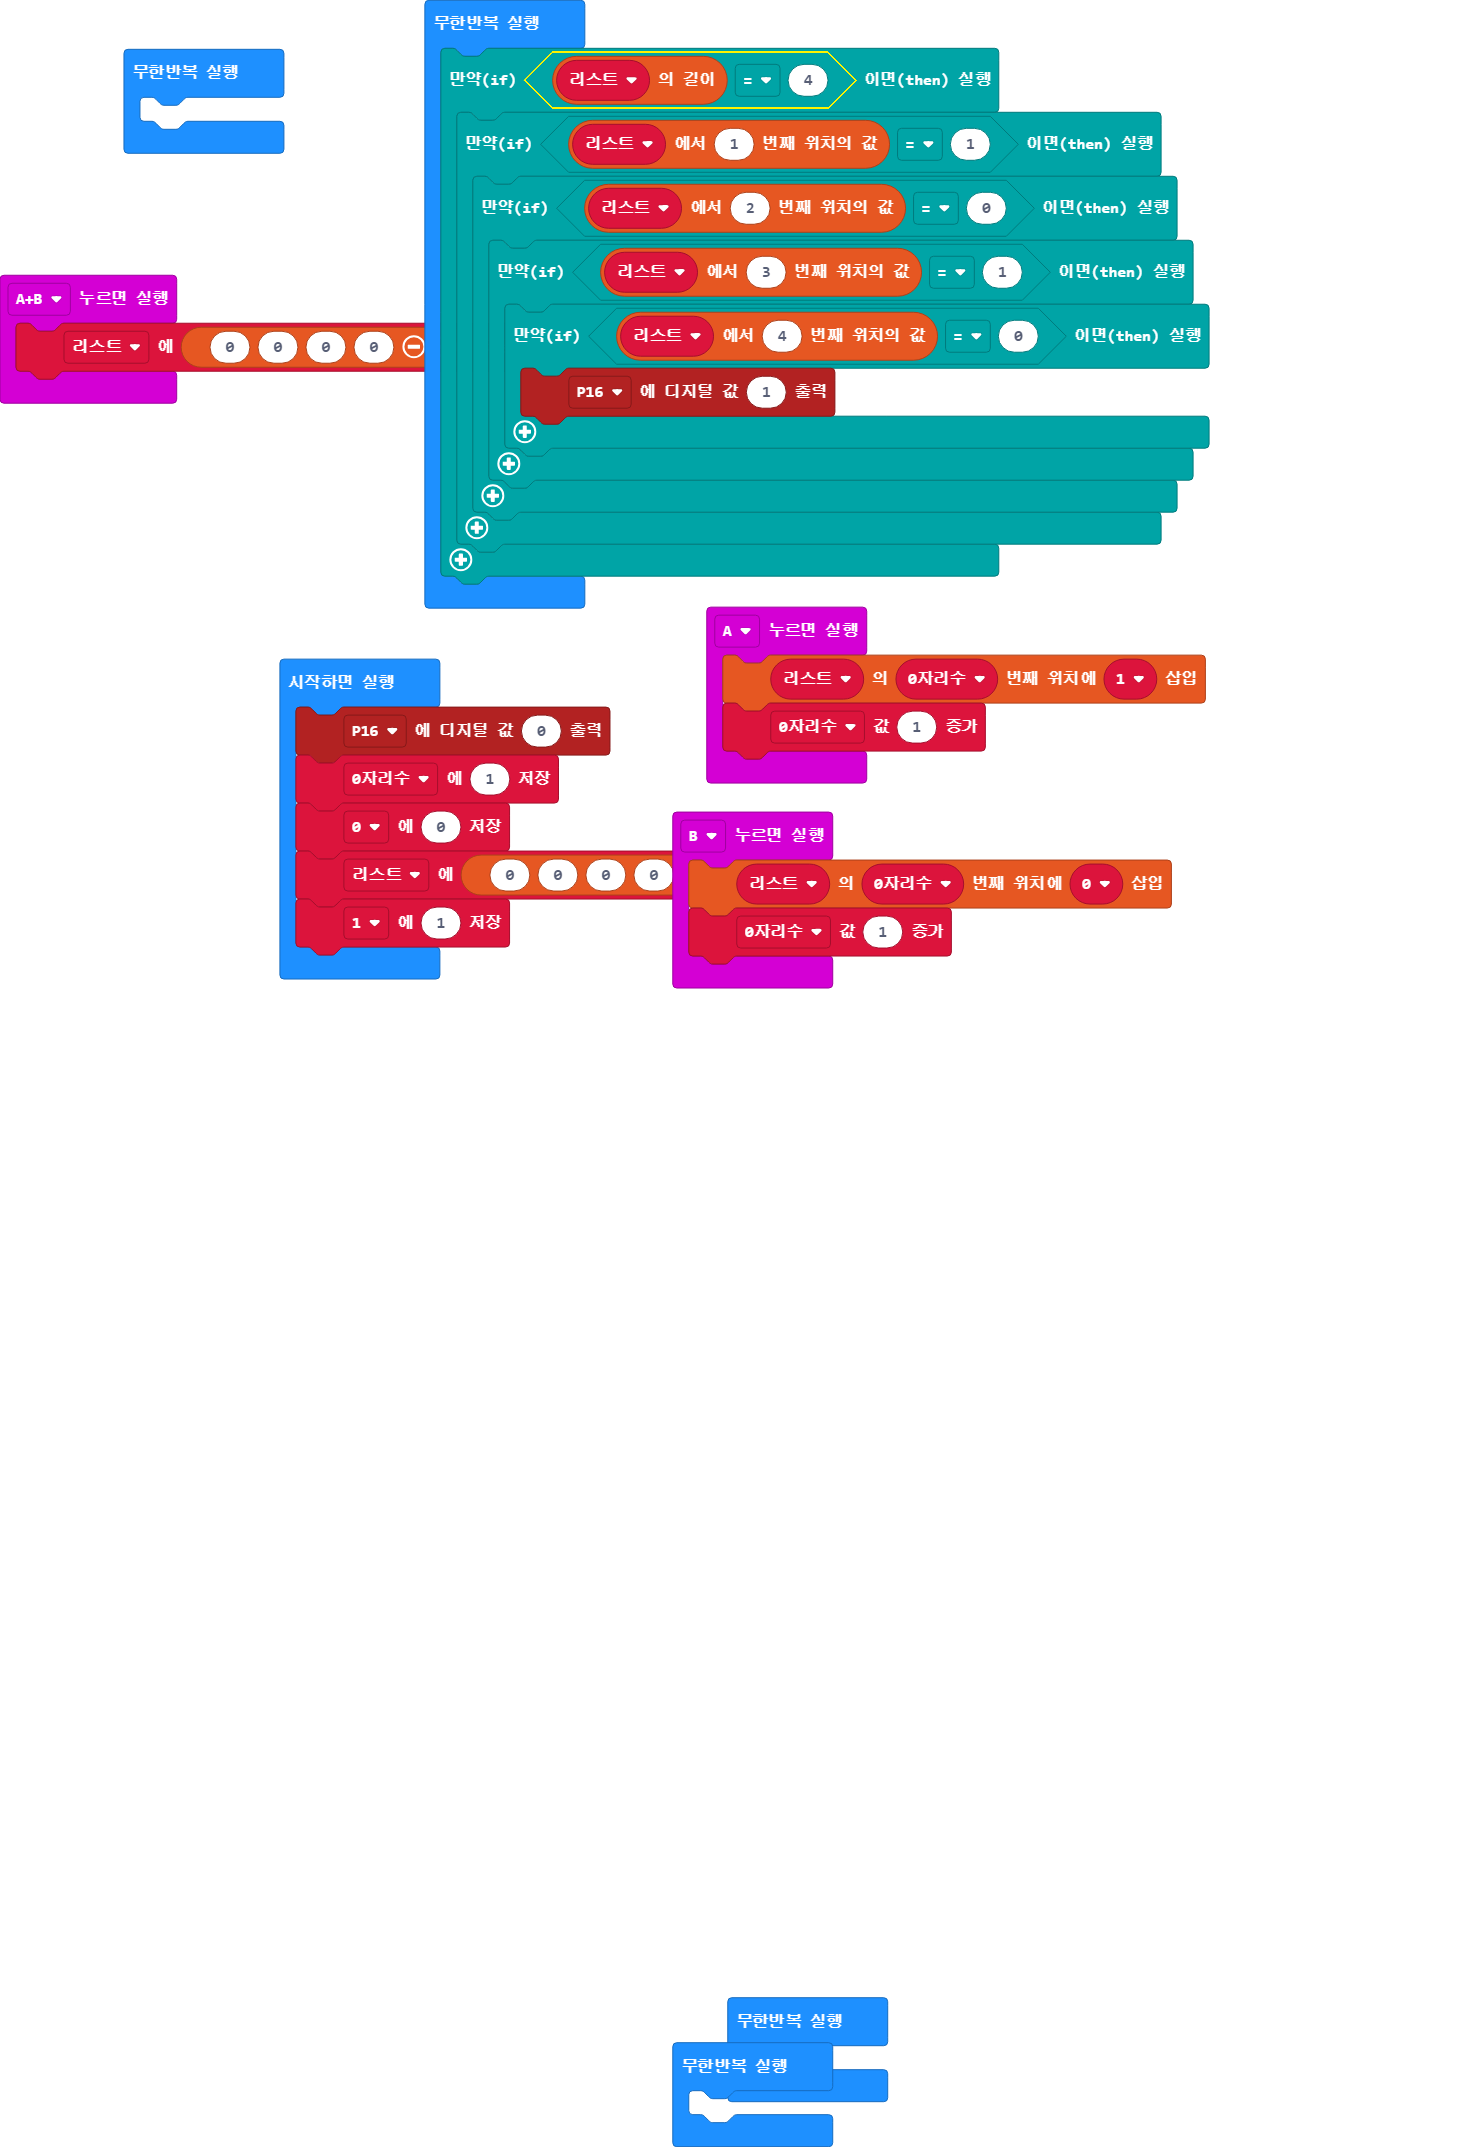 무한반복 실행
만약(if) 리스트 의 길이 = 4 이면(then) 실행
만약(if) 리스트 에서 1 번째 위치의 값 = 1 이면(then) 실행
만약(if) 리스트 에서 2 번째 위치의 값 = 0 이면(then) 실행
만약(if) 리스트 에서 3 번째 위치의 값 = 1 이면(then) 실행
만약(if) 리스트 에서 4 번째 위치의 값 = 0 이면(then) 실행
P16 에 디지털 값 1 출력
무한반복 실행
A+B 누르면 실행
리스트 에 0 0 0 0
A 누르면 실행
리스트 의 0자리수 번째 위치에 1 삽입
0자리수 값 1 증가
시작하면 실행
P16 에 디지털 값 0 출력
0자리수 에 1 저장
0 에 0 저장
리스트 에 0 0 0 0
1 에 1 저장
B 누르면 실행
리스트 의 0자리수 번째 위치에 0 삽입
0자리수 값 1 증가
무한반복 실행
무한반복 실행